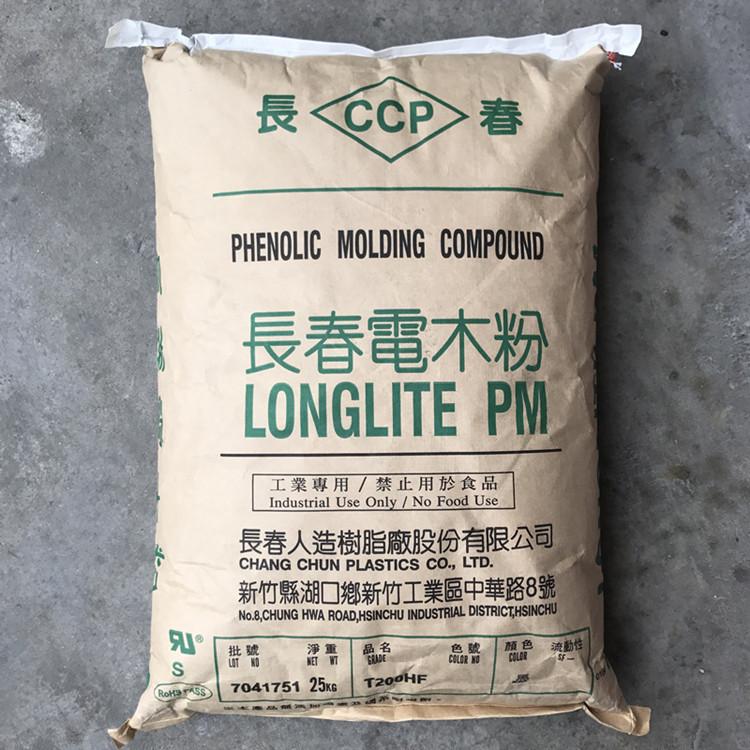 長 CCP 春
PHENOLIC MOLDING COMPOUND
長春電木粉
LONGLITE PM
工業專用 / 禁止用於食品
Industrial Use Only / No Food Use
長春人造樹脂廠股份有限公司
CHANG CHUN PLASTICS CO., LTD.
新竹縣湖口鄉新竹工業區中華路8號
No.8,CHUNG HWA ROAD,HSINCHU INDUSTRIAL DISTRICT,HSINCHU
批號 淨重 品名 色號 顏色 流動性
LOT NO NET WT GRADE COLOR NO COLOR SF —
7041751 25KG T200HF 黑
RU®
S
RoHS PASS